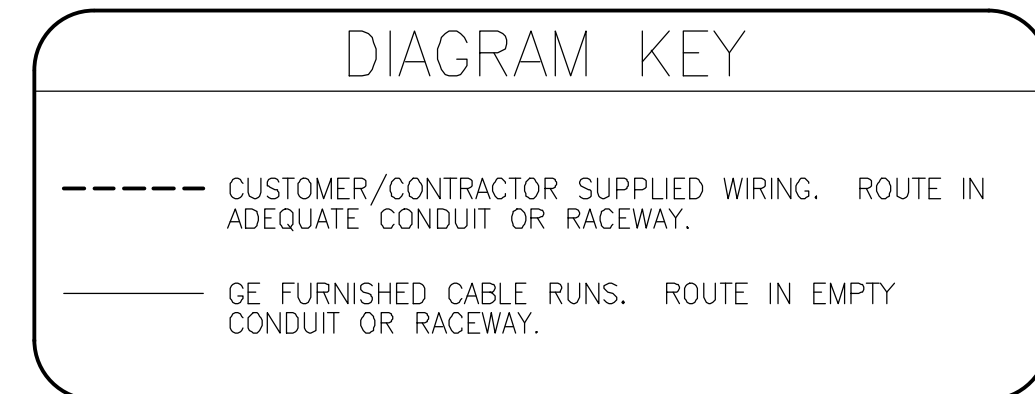 DIAGRAM KEY
CUSTOMER/CONTRACTOR SUPPLIED WIRING. ROUTE IN
ADEQUATE CONDUIT OR RACEWAY.
GE FURNISHED CABLE RUNS. ROUTE IN EMPTY
CONDUIT OR RACEWAY.